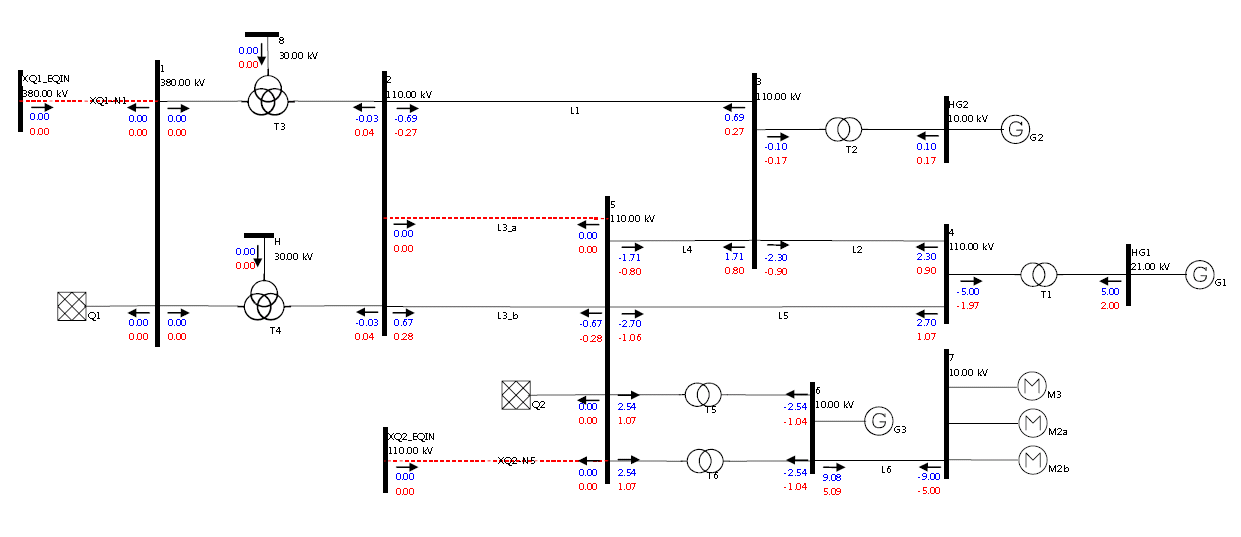 8
30.00 kV
0.00
0.00
T3
XQ1_EQIN
380.00 kV
XQ1-N1
0.00
0.00
1
380.00 kV
0.00
0.00
0.00
0.00
2
110.00 kV
-0.03
0.04
-0.69
-0.27
L1
3
110.00 kV
0.69
0.27
-0.10
-0.17
T2
HG2
10.00 kV
0.10
0.17
G
G2
5
110.00 kV
0.00
0.00
L3_a
0.00
0.00
-1.71
-0.80
L4
1.71
0.80
-2.30
-0.90
L2
4
110.00 kV
2.30
0.90
-5.00
-1.97
T1
HG1
21.00 kV
5.00
2.00
G
G1
H
30.00 kV
0.00
0.00
T4
Q1
0.00
0.00
0.00
0.00
-0.03
0.04
0.67
0.28
L3_b
-0.67
-0.28
-2.70
-1.06
L5
2.70
1.07
Q2
0.00
0.00
2.54
1.07
T5
-2.54
-1.04
6
10.00 kV
G
G3
7
10.00 kV
M
M3
M
M2a
M
M2b
XQ2_EQIN
110.00 kV
XQ2-N5
0.00
0.00
0.00
0.00
2.54
1.07
T6
-2.54
-1.04
9.08
5.09
L6
-9.00
-5.00